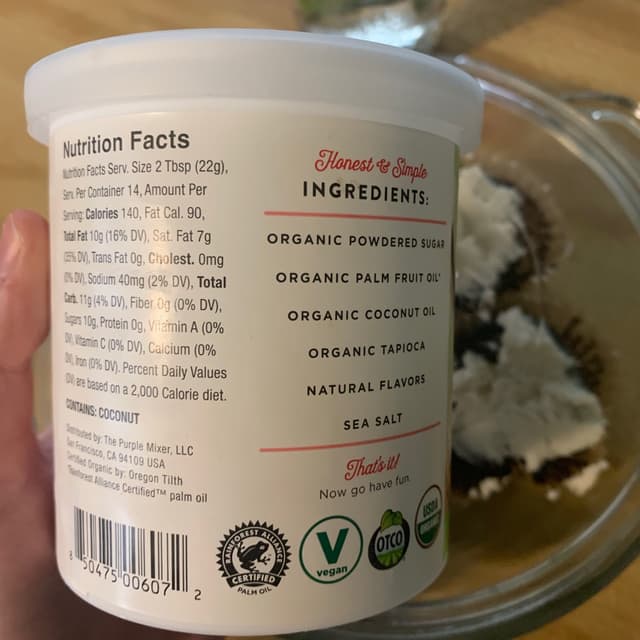 Nutrition Facts
Nutrition Facts Serv. Size 2 Tbsp (22g),
Serv. Per Container 14, Amount Per
Serving: Calories 140, Fat Cal. 90,
Total Fat 10g (16% DV), Sat. Fat 7g
(35% DV), Trans Fat 0g, Cholest. 0mg
(0% DV), Sodium 40mg (2% DV), Total
Carb. 11g (4% DV), Fiber 0g (0% DV),
Sugars 10g, Protein 0g, Vitamin A (0%
DV), Vitamin C (0% DV), Calcium (0%
DV), Iron (0% DV). Percent Daily Values
(DV) are based on a 2,000 Calorie diet.
CONTAINS: COCONUT
Distributed by: The Purple Mixer, LLC
San Francisco, CA 94109 USA
Certified Organic by: Oregon Tilth
*Rainforest Alliance Certified™ palm oil
8 50475 00607 2
Honest & Simple
INGREDIENTS:
ORGANIC POWDERED SUGAR
ORGANIC PALM FRUIT OIL*
ORGANIC COCONUT OIL
ORGANIC TAPIOCA
NATURAL FLAVORS
SEA SALT
That's it!
Now go have fun
RAINFOREST ALLIANCE
CERTIFIED
PALM OIL
V
vegan
OTCO
USDA
ORGANIC